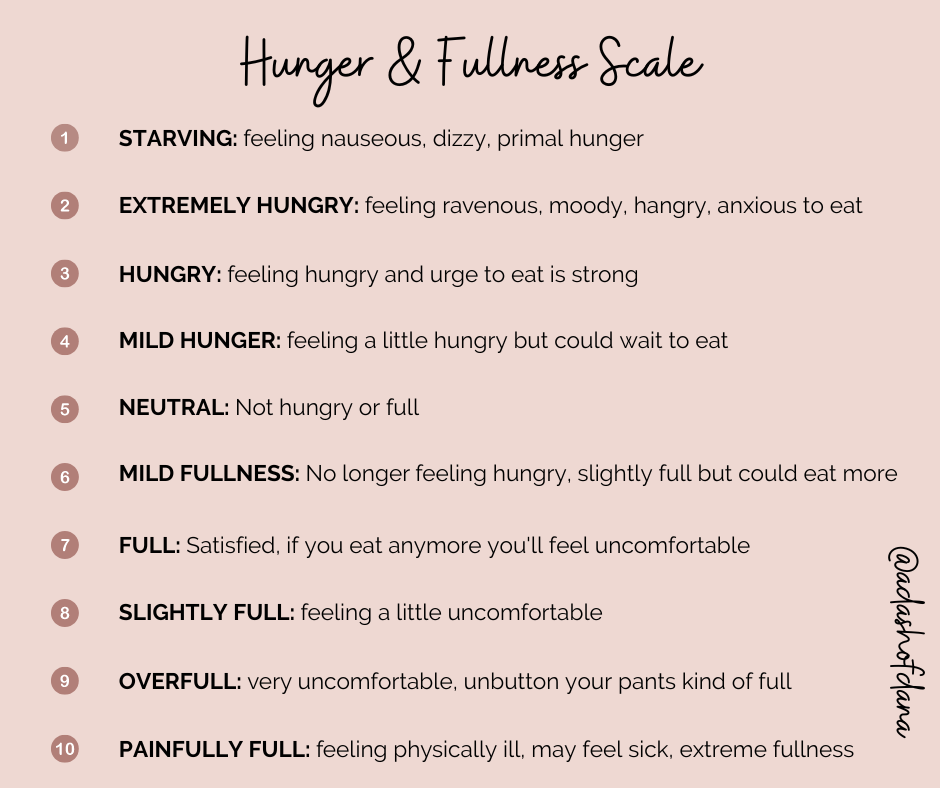 Hunger & Fullness Scale
1 STARVING: feeling nauseous, dizzy, primal hunger
2 EXTREMELY HUNGRY: feeling ravenous, moody, hangry, anxious to eat
3 HUNGRY: feeling hungry and urge to eat is strong
4 MILD HUNGER: feeling a little hungry but could wait to eat
5 NEUTRAL: Not hungry or full
6 MILD FULLNESS: No longer feeling hungry, slightly full but could eat more
7 FULL: Satisfied, if you eat anymore you'll feel uncomfortable
8 SLIGHTLY FULL: feeling a little uncomfortable
9 OVERFULL: very uncomfortable, unbutton your pants kind of full
10 PAINFULLY FULL: feeling physically ill, may feel sick, extreme fullness
@adashofdana